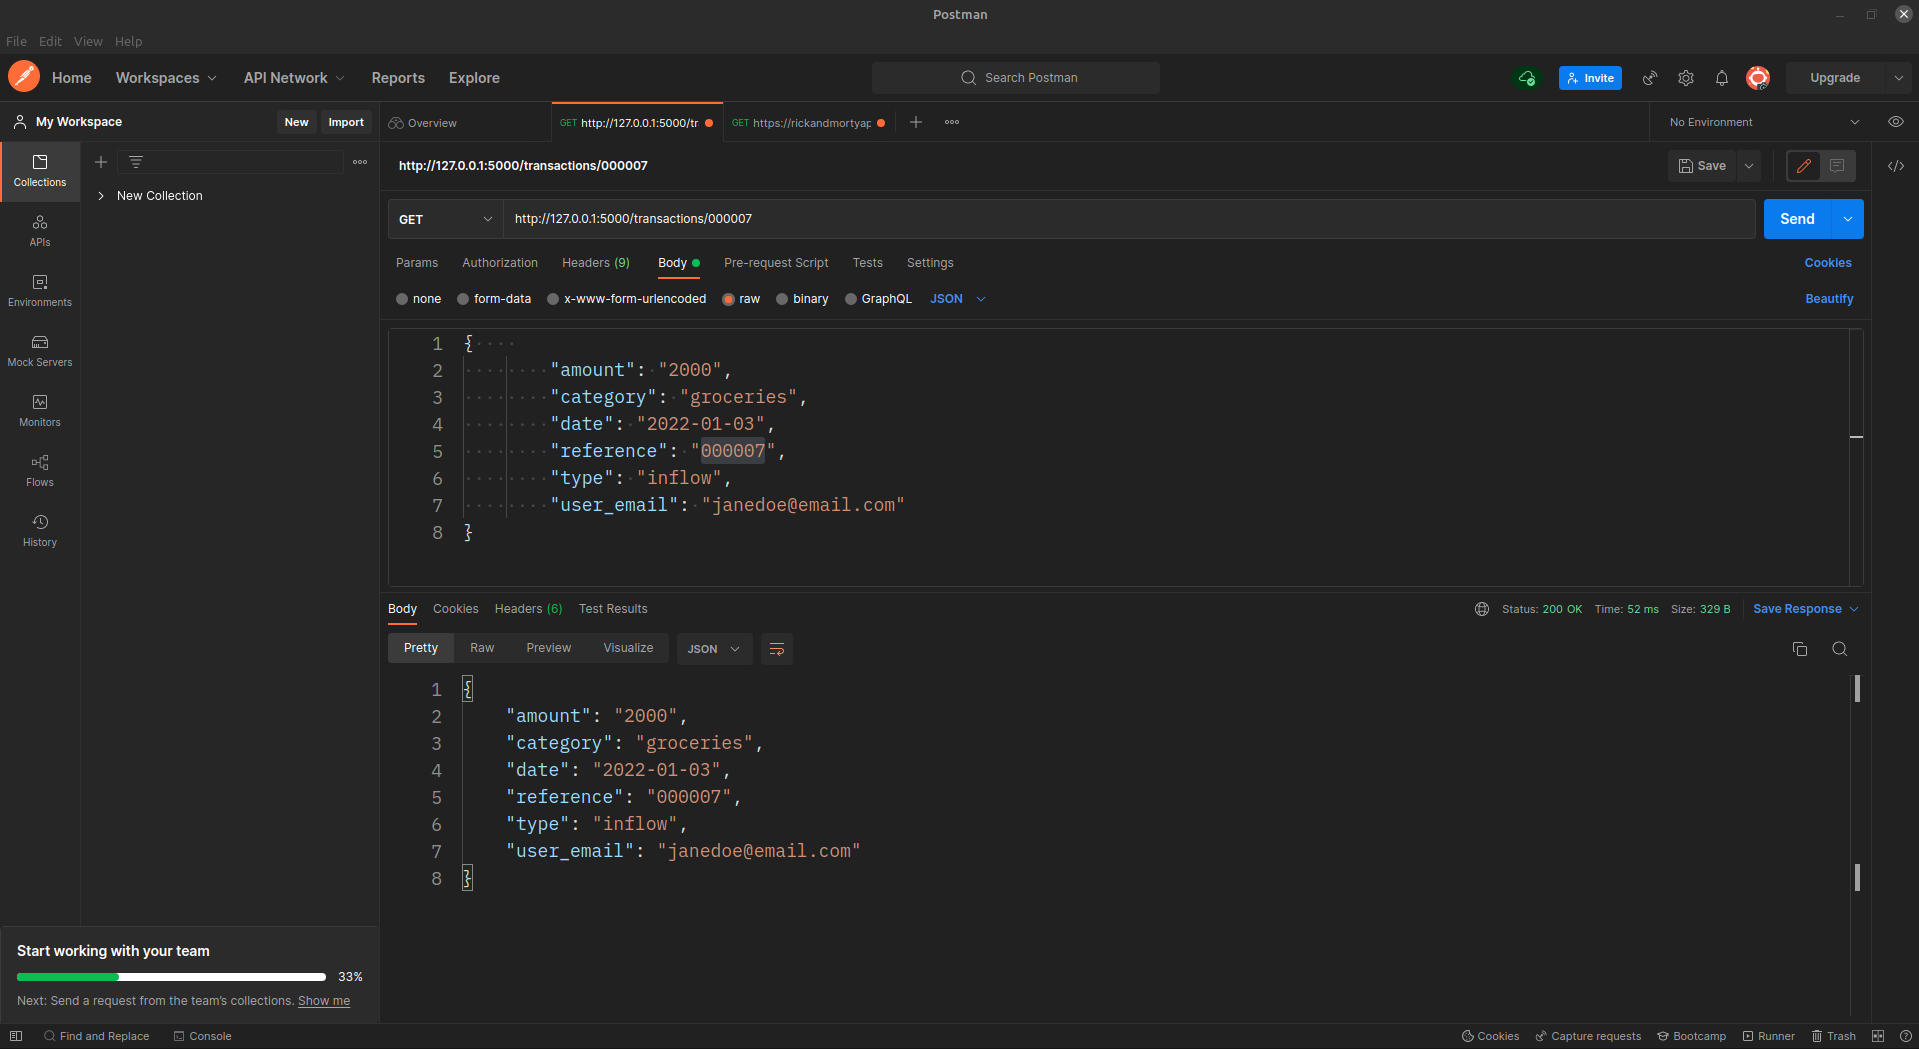 Postman
File Edit View Help
Home Workspaces API Network Reports Explore Search Postman Invite Upgrade
My Workspace New Import Overview GET http://127.0.0.1:5000/tr GET https://rickandmortyap No Environment
Collections
New Collection
APIs
Environments
Mock Servers
Monitors
Flows
History
http://127.0.0.1:5000/transactions/000007 Save
GET http://127.0.0.1:5000/transactions/000007 Send
Params Authorization Headers (9) Body Pre-request Script Tests Settings Cookies
none form-data x-www-form-urlencoded raw binary GraphQL JSON Beautify
1 {
2 "amount": "2000",
3 "category": "groceries",
4 "date": "2022-01-03",
5 "reference": "000007",
6 "type": "inflow",
7 "user_email": "janedoe@email.com"
8 }
Body Cookies Headers (6) Test Results Status: 200 OK Time: 52 ms Size: 329 B Save Response
Pretty Raw Preview Visualize JSON
1 {
2 "amount": "2000",
3 "category": "groceries",
4 "date": "2022-01-03",
5 "reference": "000007",
6 "type": "inflow",
7 "user_email": "janedoe@email.com"
8 }
Start working with your team
33%
Next: Send a request from the team's collections. Show me
Find and Replace Console Cookies Capture requests Bootcamp Runner Trash